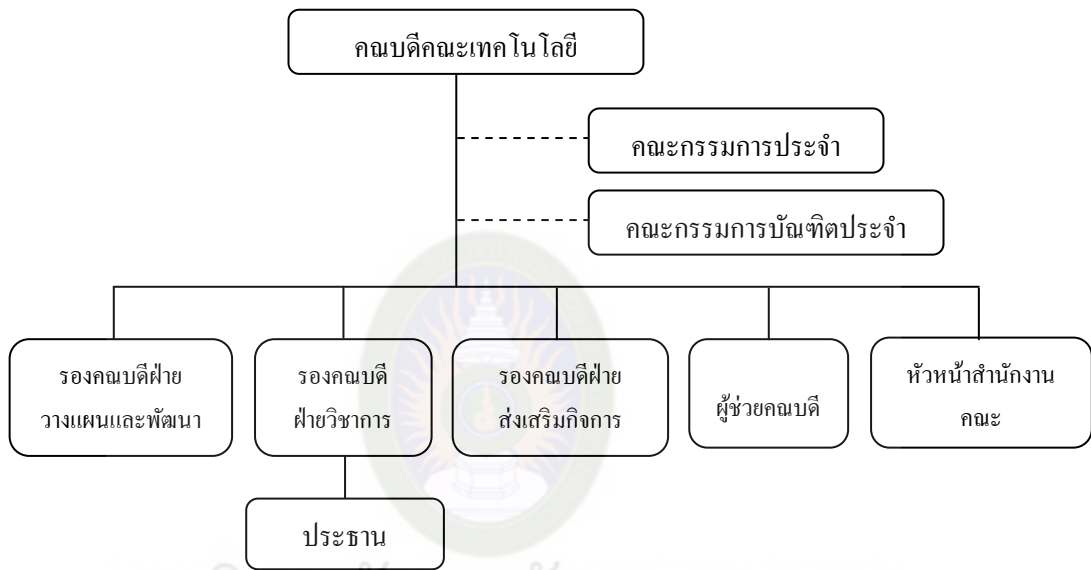 คณบดีคณะเทคโนโลยี
คณะกรรมการประจำ
คณะกรรมการบัณฑิตประจำ
รองคณบดีฝ่าย
วางแผนและพัฒนา
รองคณบดี
ฝ่ายวิชาการ
รองคณบดีฝ่าย
ส่งเสริมกิจการ
ผู้ช่วยคณบดี
หัวหน้าสำนักงาน
คณะ
ประธาน